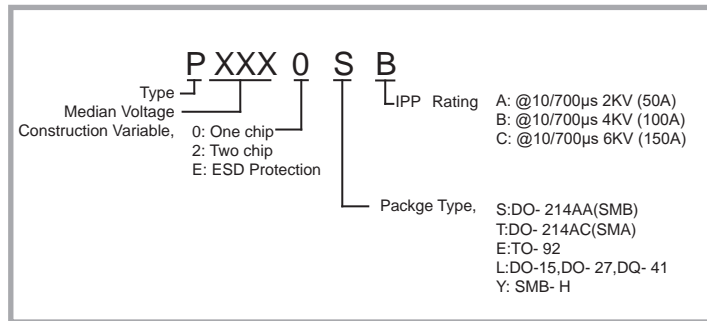 P XXX 0 S B
Type
Median Voltage
Construction Variable,
0: One chip
2: Two chip
E: ESD Protection
IPP Rating
A: @10/700μs 2KV (50A)
B: @10/700μs 4KV (100A)
C: @10/700μs 6KV (150A)
Packge Type,
S:DO- 214AA(SMB)
T:DO- 214AC(SMA)
E:TO- 92
L:DO-15,DO- 27,DQ- 41
Y: SMB- H